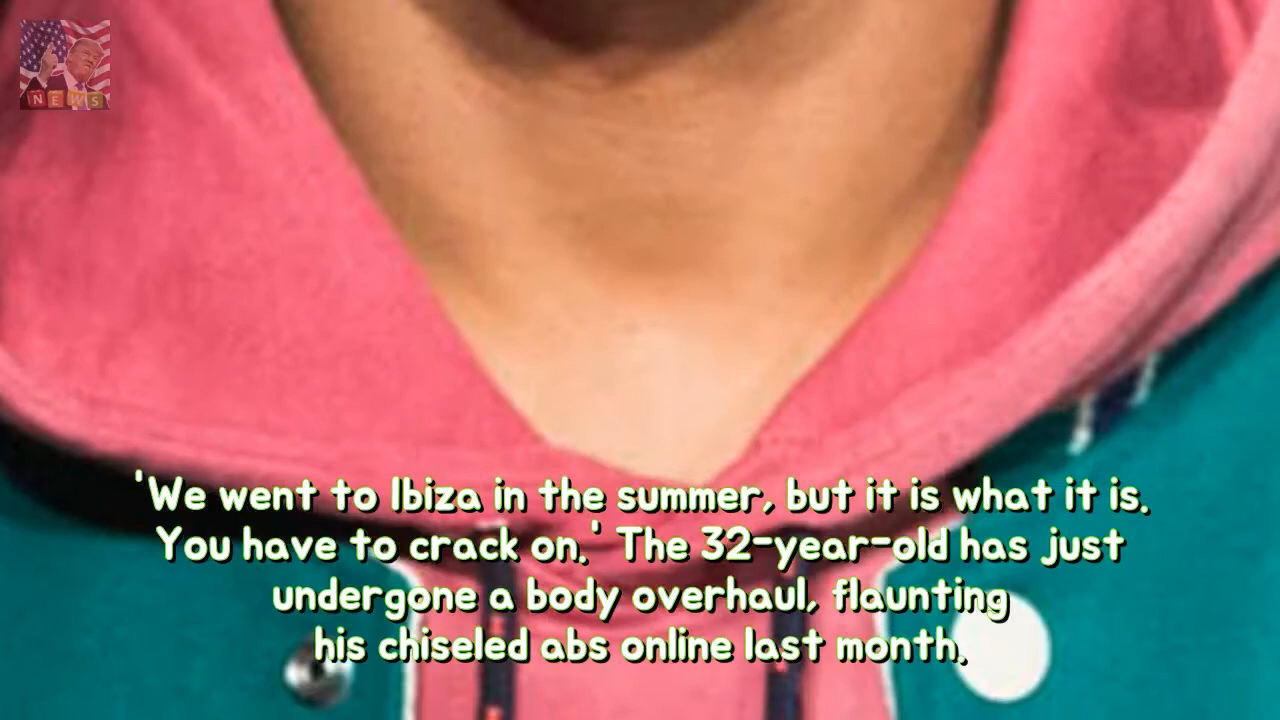 NEWS
'We went to Ibiza in the summer, but it is what it is.
You have to crack on.' The 32-year-old has just
undergone a body overhaul, flaunting
his chiseled abs online last month.